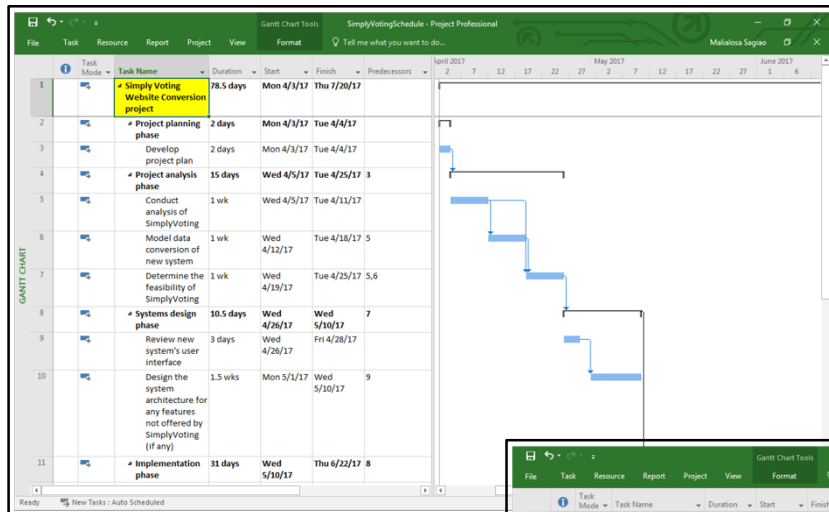 Gantt Chart Tools SimplyVotingSchedule - Project Professional
File Task Resource Report Project View Format Tell me what you want to do... Malialosa Sagiao
Task Mode Task Name Duration Start Finish Predecessors
April 2017 May 2017 June 2017
2 7 12 17 22 27 2 7 12 17 22 27 1 6
1 Simply Voting Website Conversion project 78.5 days Mon 4/3/17 Thu 7/20/17
2 Project planning phase 2 days Mon 4/3/17 Tue 4/4/17
3 Develop project plan 2 days Mon 4/3/17 Tue 4/4/17
4 Project analysis phase 15 days Wed 4/5/17 Tue 4/25/17 3
5 Conduct analysis of SimplyVoting 1 wk Wed 4/5/17 Tue 4/11/17
6 Model data conversion of new system 1 wk Wed 4/12/17 Tue 4/18/17 5
7 Determine the feasibility of SimplyVoting 1 wk Wed 4/19/17 Tue 4/25/17 5,6
8 Systems design phase 10.5 days Wed 4/26/17 Wed 5/10/17 7
9 Review new system's user interface 3 days Wed 4/26/17 Fri 4/28/17
10 Design the system architecture for any features not offered by SimplyVoting (if any) 1.5 wks Mon 5/1/17 Wed 5/10/17 9
11 Implementation phase 31 days Wed 5/10/17 Thu 6/22/17 8
GANTT CHART
Ready New Tasks : Auto Scheduled
Gantt Chart Tools
File Task Resource Report Project View Format
Task Mode Task Name Duration Start Finish